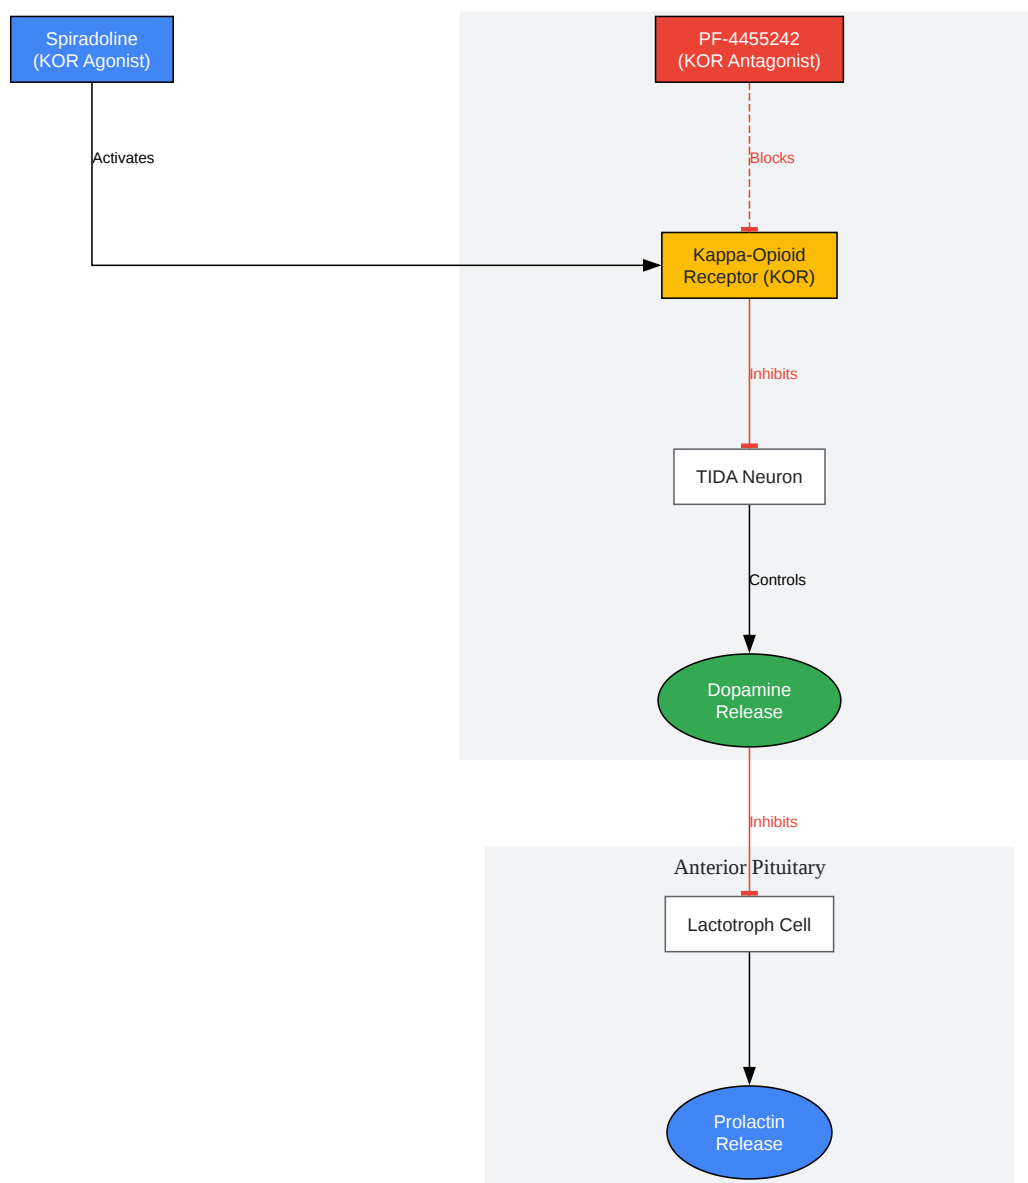 Spiradoline
(KOR Agonist)
PF-4455242
(KOR Antagonist)
Activates
Blocks
Kappa-Opioid
Receptor (KOR)
Inhibits
TIDA Neuron
Controls
Dopamine
Release
Inhibits
Anterior Pituitary
Lactotroph Cell
Prolactin
Release